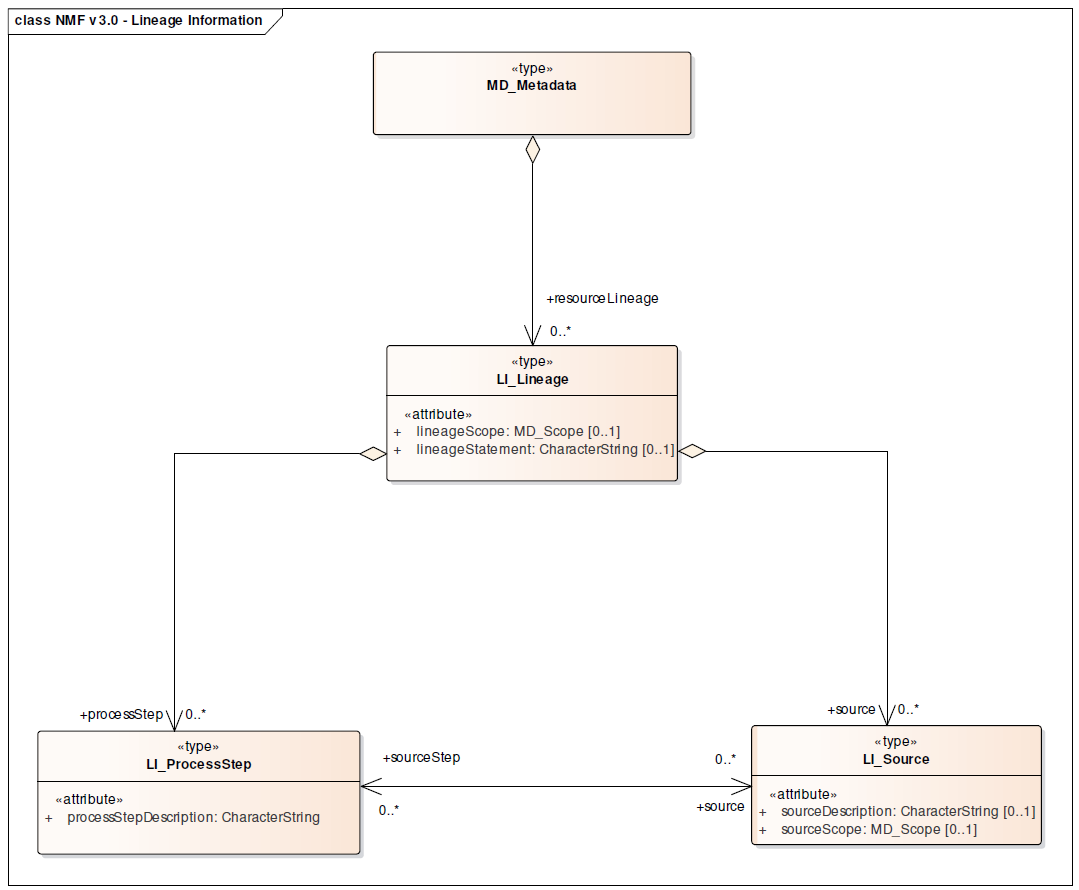 class NMF v3.0 - Lineage Information
«type»
MD_Metadata
+resourceLineage
0..*
«type»
LI_Lineage
«attribute»
+ lineageScope: MD_Scope [0..1]
+ lineageStatement: CharacterString [0..1]
+processStep 0..*
+source 0..*
«type»
LI_ProcessStep
«attribute»
+ processStepDescription: CharacterString
+sourceStep
0..*
0..*
+source
«type»
LI_Source
«attribute»
+ sourceDescription: CharacterString [0..1]
+ sourceScope: MD_Scope [0..1]